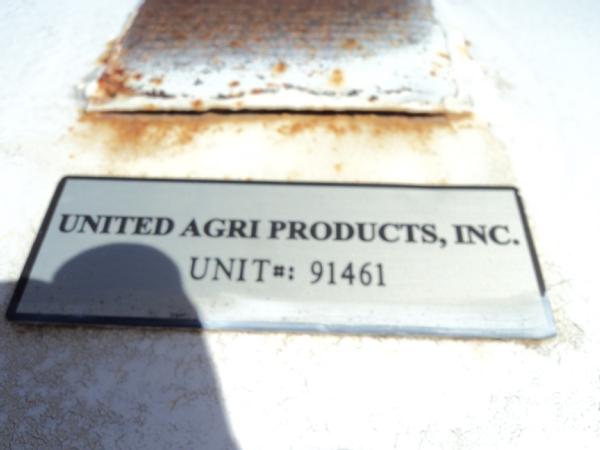 UNITED AGRI PRODUCTS, INC.
UNIT#: 91461